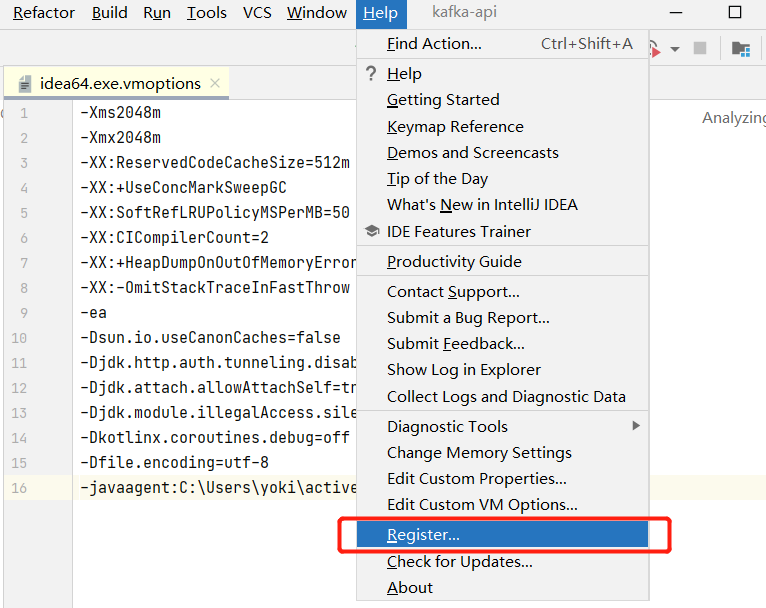 Refactor Build Run Tools VCS Window Help kafka-api
Find Action... Ctrl+Shift+A
idea64.exe.vmoptions
? Help
Getting Started
Keymap Reference
Demos and Screencasts
Tip of the Day
What's New in IntelliJ IDEA
IDE Features Trainer
Productivity Guide
Contact Support...
Submit a Bug Report...
Submit Feedback...
Show Log in Explorer
Collect Logs and Diagnostic Data
Diagnostic Tools
Change Memory Settings
Edit Custom Properties...
Edit Custom VM Options...
Register...
Check for Updates...
About
1 -Xms2048m
2 -Xmx2048m
3 -XX:ReservedCodeCacheSize=512m
4 -XX:+UseConcMarkSweepGC
5 -XX:SoftRefLRUPolicyMSPerMB=50
6 -XX:CICompilerCount=2
7 -XX:+HeapDumpOnOutOfMemoryError
8 -XX:-OmitStackTraceInFastThrow
9 -ea
10 -Dsun.io.useCanonCaches=false
11 -Djdk.http.auth.tunneling.disab
12 -Djdk.attach.allowAttachSelf=tr
13 -Djdk.module.illegalAccess.sile
14 -Dkotlinx.coroutines.debug=off
15 -Dfile.encoding=utf-8
16 -javaagent:C:\Users\yoki\active
Analyzing